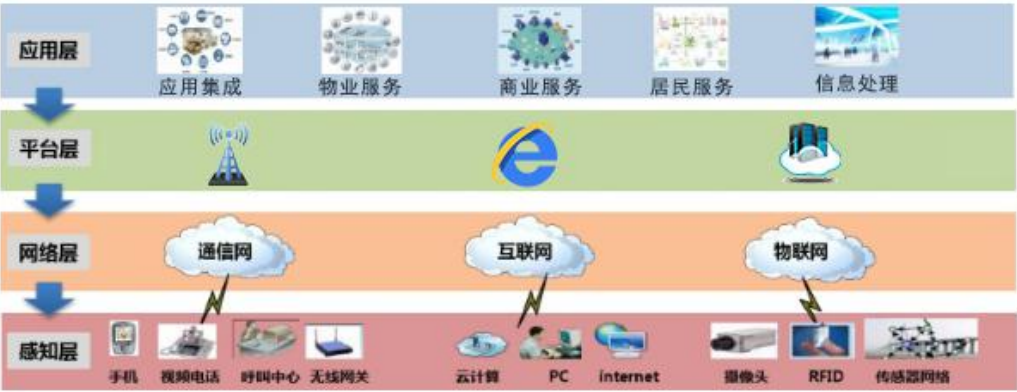 应用层
应用集成 物业服务 商业服务 居民服务 信息处理
平台层
网络层 通信网 互联网 物联网
感知层
手机 视频电话 呼叫中心 无线网关 云计算 PC internet 摄像头 RFID 传感器网络